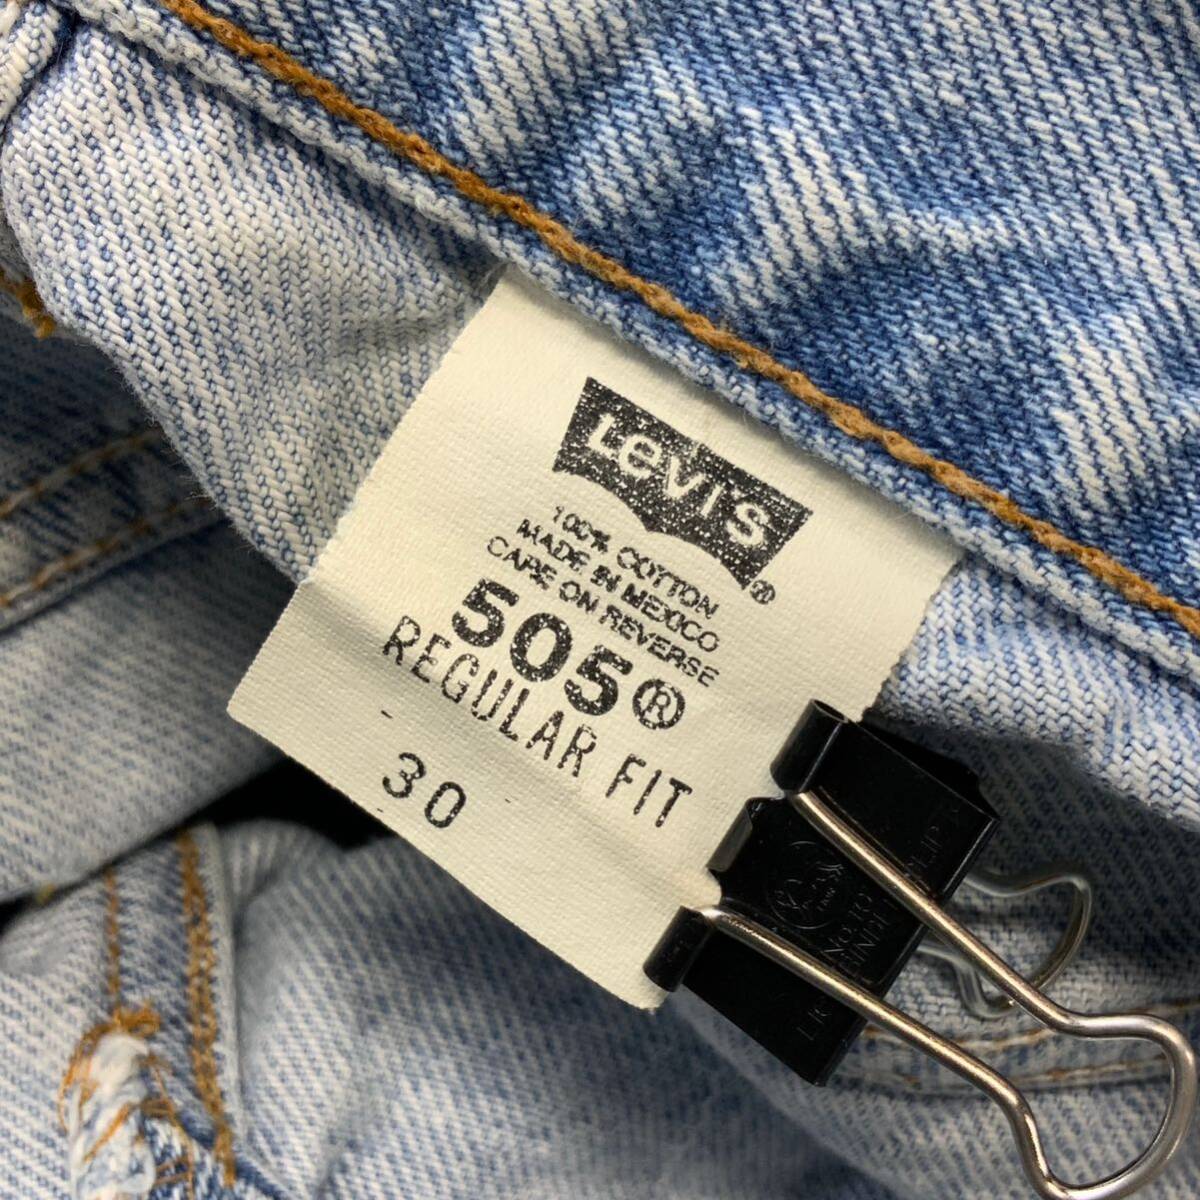 Levi's®
100% COTTON
MADE IN MEXICO
CARE ON REVERSE
505®
REGULAR FIT
30